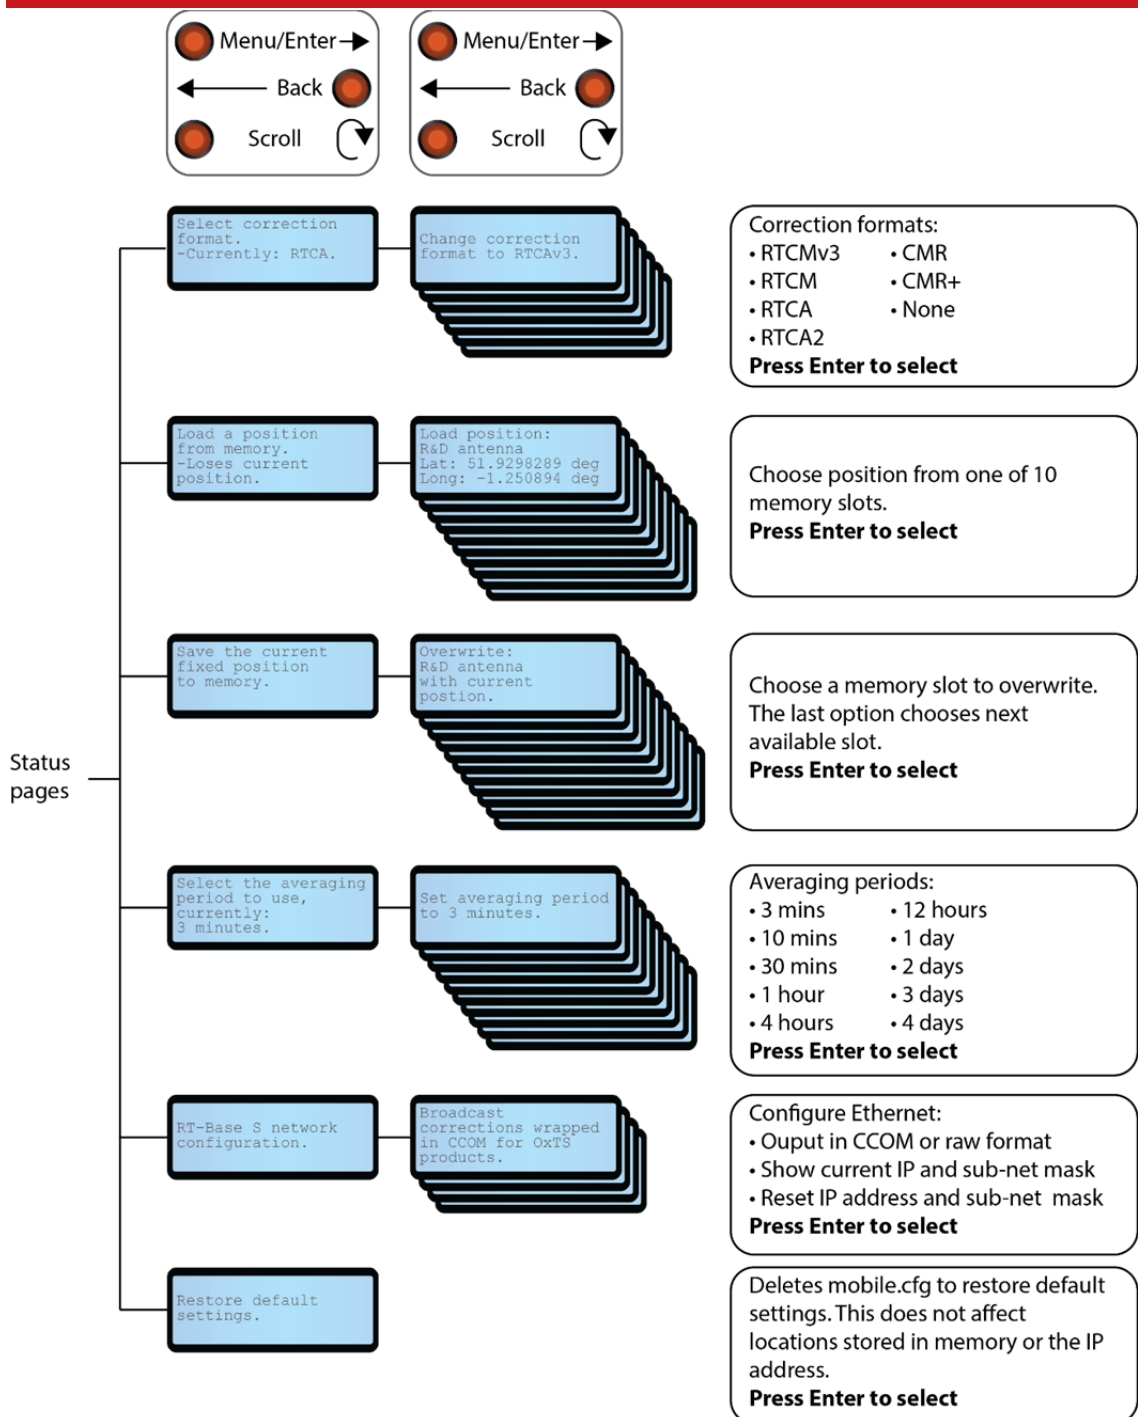 Menu/Enter
Back
Scroll
Menu/Enter
Back
Scroll
Status
pages
Select correction
format.
-Currently: RTCA.
Change correction
format to RTCAv3.
Correction formats:
• RTCMv3 • CMR
• RTCM • CMR+
• RTCA • None
• RTCA2
Press Enter to select
Load a position
from memory.
-Loses current
position.
Load position:
R&D antenna
Lat: 51.9298289 deg
Long: -1.250894 deg
Choose position from one of 10
memory slots.
Press Enter to select
Save the current
fixed position
to memory.
Overwrite:
R&D antenna
with current
postion.
Choose a memory slot to overwrite.
The last option chooses next
available slot.
Press Enter to select
Select the averaging
period to use,
currently:
3 minutes.
Set averaging period
to 3 minutes.
Averaging periods:
• 3 mins • 12 hours
• 10 mins • 1 day
• 30 mins • 2 days
• 1 hour • 3 days
• 4 hours • 4 days
Press Enter to select
RT-Base S network
configuration.
Broadcast
corrections wrapped
in CCOM for OxTS
products.
Configure Ethernet:
• Ouput in CCOM or raw format
• Show current IP and sub-net mask
• Reset IP address and sub-net mask
Press Enter to select
Restore default
settings.
Deletes mobile.cfg to restore default
settings. This does not affect
locations stored in memory or the IP
address.
Press Enter to select